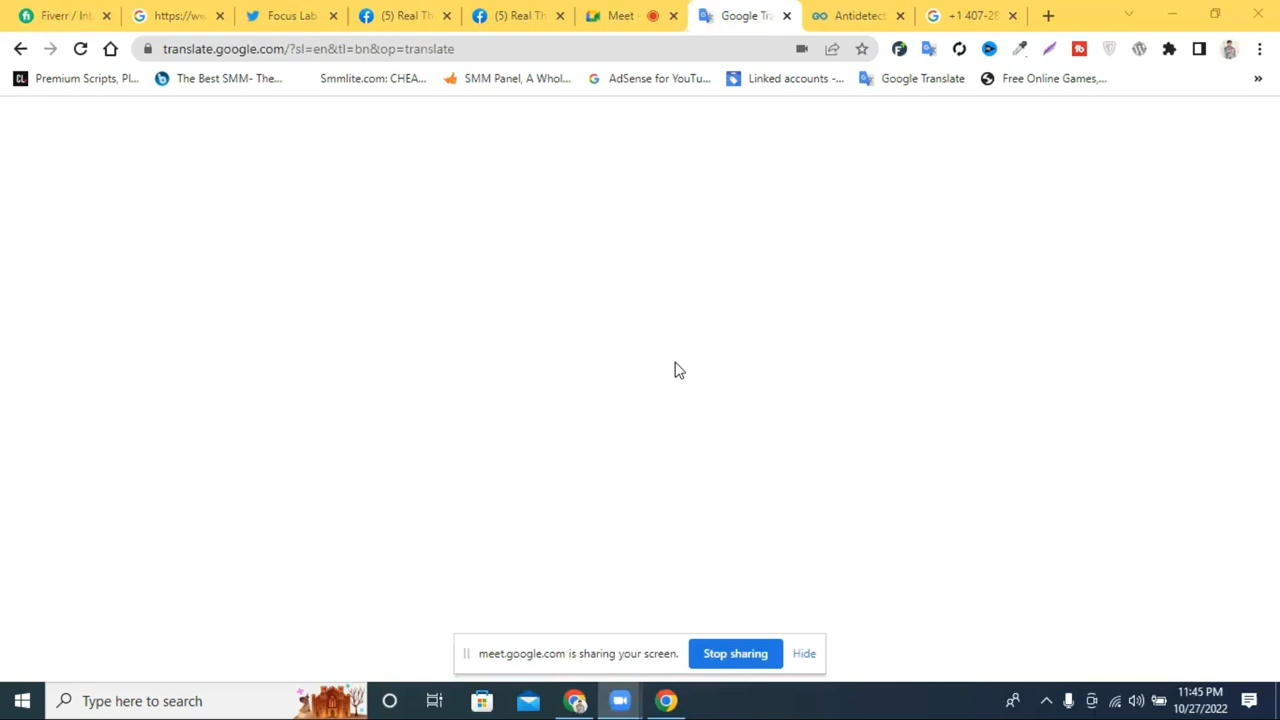 Fiverr / Int
https://we
Focus Lab
(5) Real Th
(5) Real Th
Meet -
Google Tra
Antidetect
+1 407-28
translate.google.com/?sl=en&tl=bn&op=translate
CL Premium Scripts, Pl...
The Best SMM- The...
Smmlite.com: CHEA...
SMM Panel, A Whol...
AdSense for YouTu...
Linked accounts -...
Google Translate
Free Online Games,...
»
meet.google.com is sharing your screen.
Stop sharing
Hide
Type here to search
11:45 PM
10/27/2022